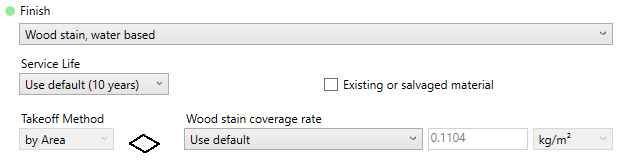 Finish
Wood stain, water based
Service Life
Use default (10 years)
Existing or salvaged material
Takeoff Method
Wood stain coverage rate
by Area
Use default
0.1104
kg/m²